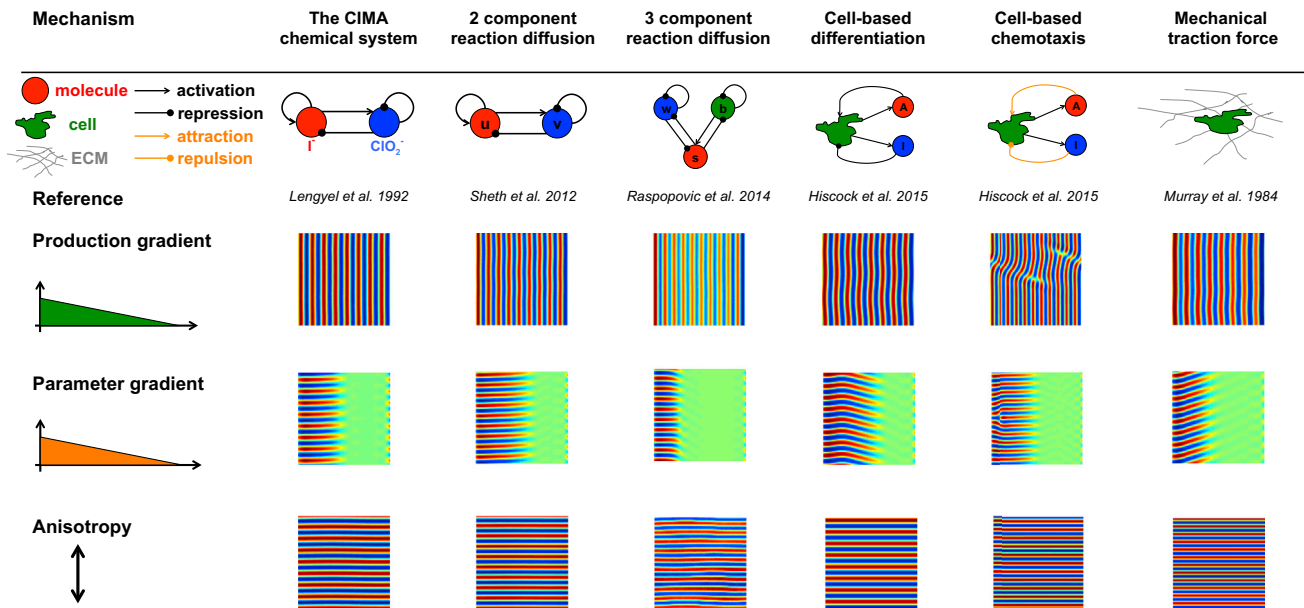 Mechanism
The CIMA
chemical system
2 component
reaction diffusion
3 component
reaction diffusion
Cell-based
differentiation
Cell-based
chemotaxis
Mechanical
traction force
molecule
activation
repression
cell
attraction
ECM
repulsion
I⁻
ClO₂⁻
u
v
w
b
s
A
I
A
I
Reference
Lengyel et al. 1992
Sheth et al. 2012
Raspopovic et al. 2014
Hiscock et al. 2015
Hiscock et al. 2015
Murray et al. 1984
Production gradient
Parameter gradient
Anisotropy